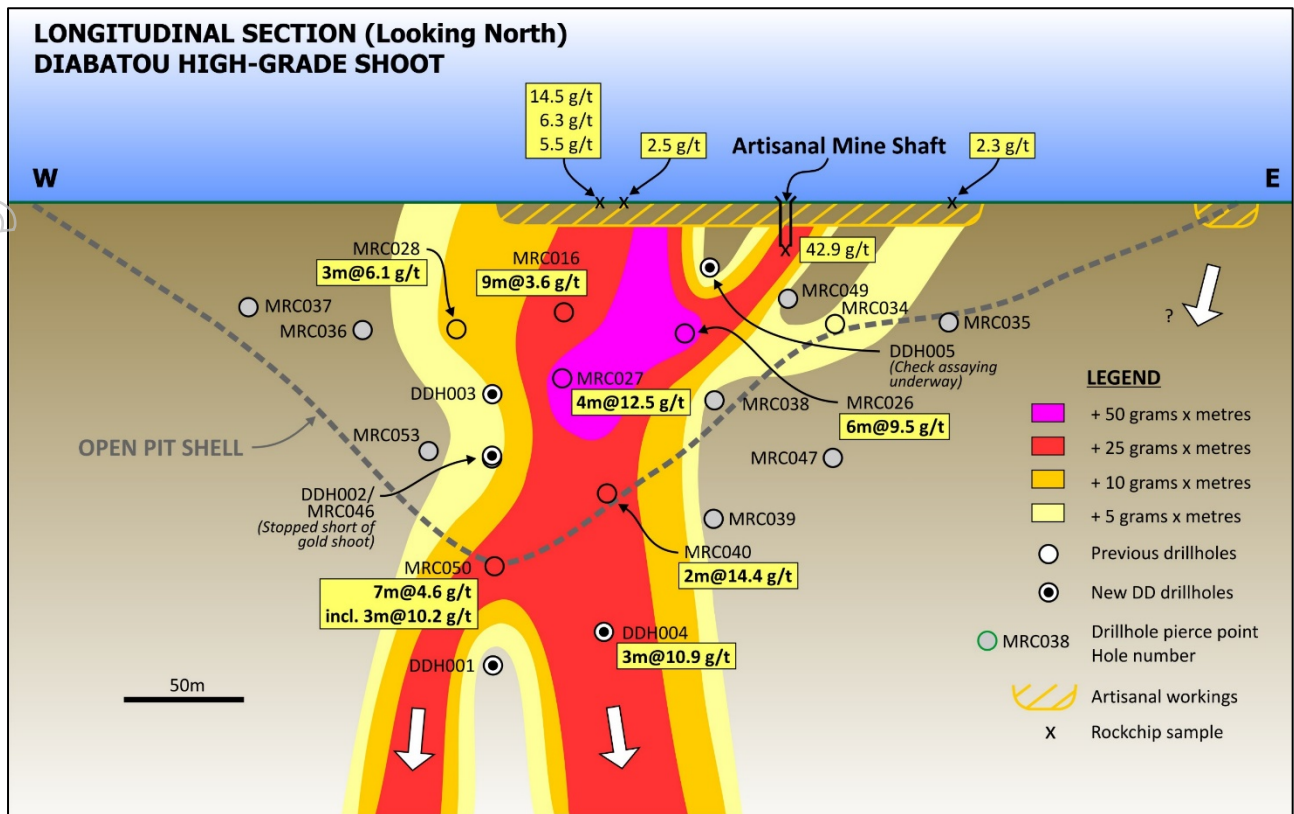 LONGITUDINAL SECTION (Looking North)
DIABATOU HIGH-GRADE SHOOT
14.5 g/t
6.3 g/t
5.5 g/t
2.5 g/t
Artisanal Mine Shaft
2.3 g/t
W
E
42.9 g/t
MRC028
3m@6.1 g/t
MRC016
9m@3.6 g/t
MRC049
MRC034
MRC037
MRC036
MRC035
?
DDH005
(Check assaying
underway)
DDH003
MRC027
4m@12.5 g/t
MRC038
MRC026
6m@9.5 g/t
MRC053
OPEN PIT SHELL
MRC047
DDH002/
MRC046
(Stopped short of
gold shoot)
MRC039
MRC040
2m@14.4 g/t
MRC050
7m@4.6 g/t
incl. 3m@10.2 g/t
DDH004
3m@10.9 g/t
DDH001
50m
LEGEND
+ 50 grams x metres
+ 25 grams x metres
+ 10 grams x metres
+ 5 grams x metres
Previous drillholes
New DD drillholes
MRC038
Drillhole pierce point
Hole number
Artisanal workings
x Rockchip sample